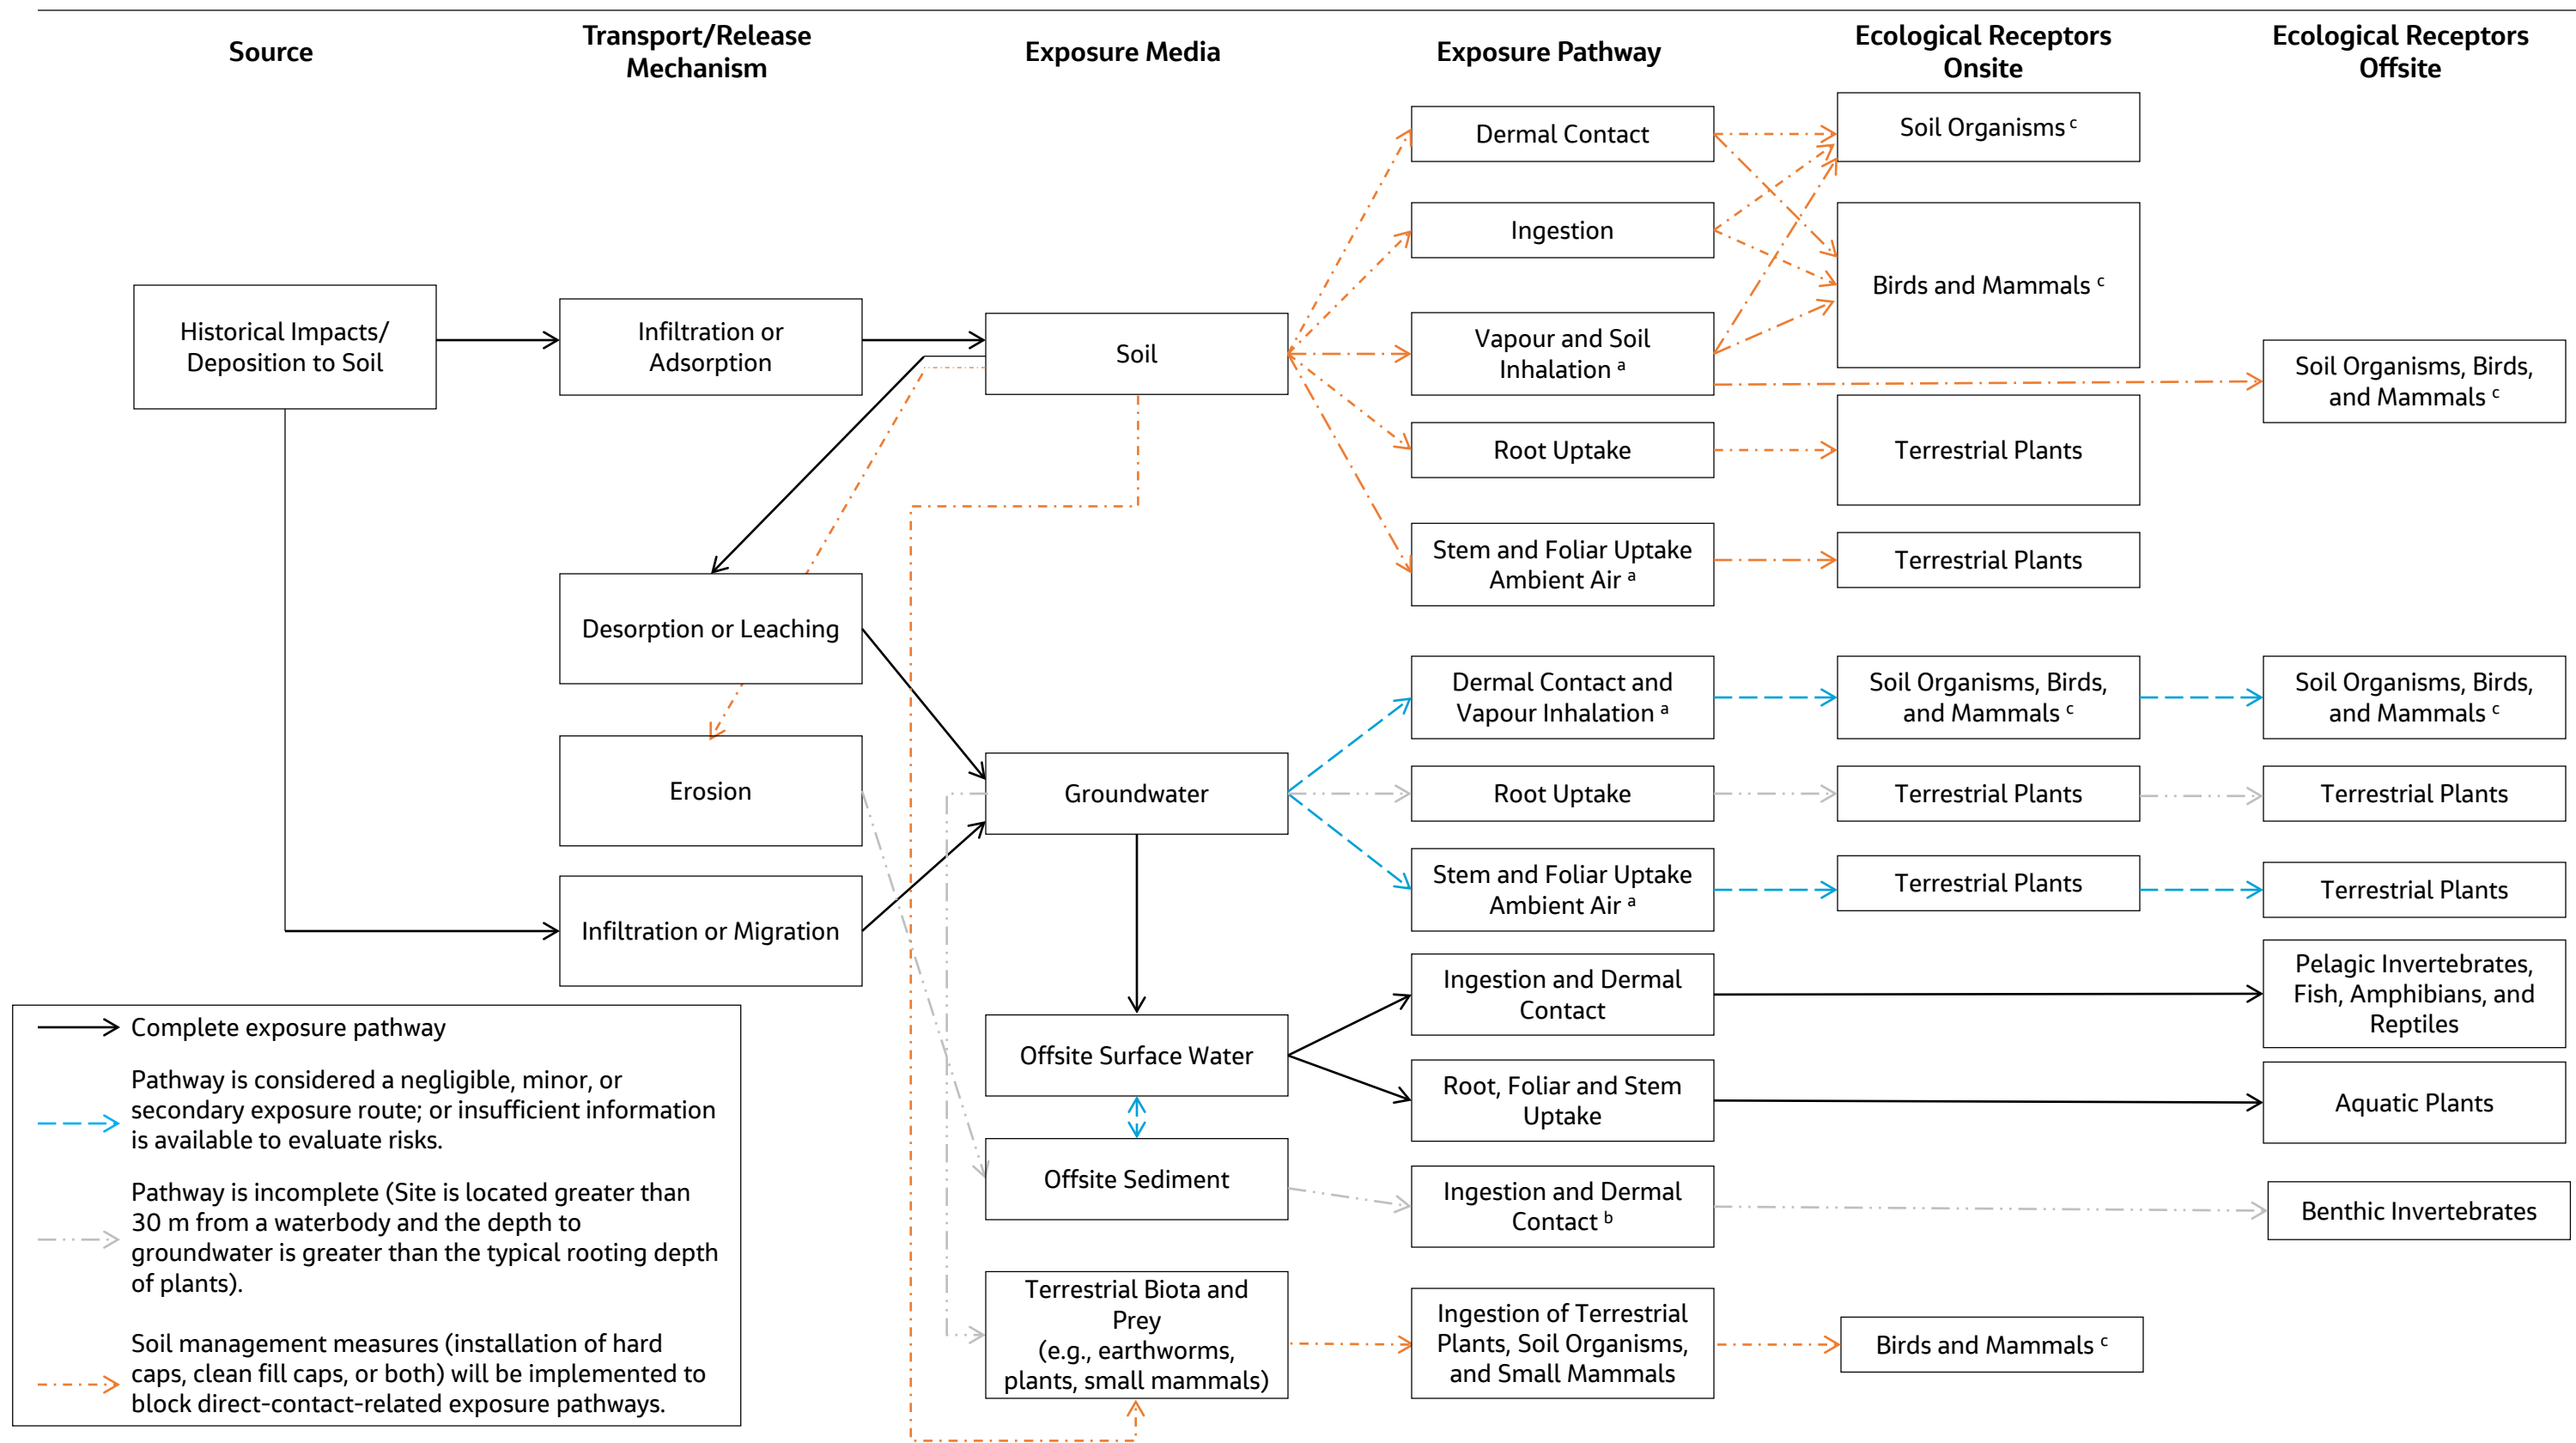 Source
Transport/Release
Mechanism
Exposure Media
Exposure Pathway
Ecological Receptors
Onsite
Ecological Receptors
Offsite
Historical Impacts/
Deposition to Soil
Infiltration or
Adsorption
Desorption or Leaching
Erosion
Infiltration or Migration
Soil
Groundwater
Offsite Surface Water
Offsite Sediment
Terrestrial Biota and
Prey
(e.g., earthworms,
plants, small mammals)
Dermal Contact
Ingestion
Vapour and Soil
Inhalation a
Root Uptake
Stem and Foliar Uptake
Ambient Air a
Dermal Contact and
Vapour Inhalation a
Root Uptake
Stem and Foliar Uptake
Ambient Air a
Ingestion and Dermal
Contact
Root, Foliar and Stem
Uptake
Ingestion and Dermal
Contact b
Ingestion of Terrestrial
Plants, Soil Organisms,
and Small Mammals
Soil Organisms c
Birds and Mammals c
Terrestrial Plants
Terrestrial Plants
Soil Organisms, Birds,
and Mammals c
Terrestrial Plants
Terrestrial Plants
Birds and Mammals c
Soil Organisms, Birds,
and Mammals c
Soil Organisms, Birds,
and Mammals c
Terrestrial Plants
Terrestrial Plants
Pelagic Invertebrates,
Fish, Amphibians, and
Reptiles
Aquatic Plants
Benthic Invertebrates
Complete exposure pathway
Pathway is considered a negligible, minor, or
secondary exposure route; or insufficient information
is available to evaluate risks.
Pathway is incomplete (Site is located greater than
30 m from a waterbody and the depth to
groundwater is greater than the typical rooting depth
of plants).
Soil management measures (installation of hard
caps, clean fill caps, or both) will be implemented to
block direct-contact-related exposure pathways.